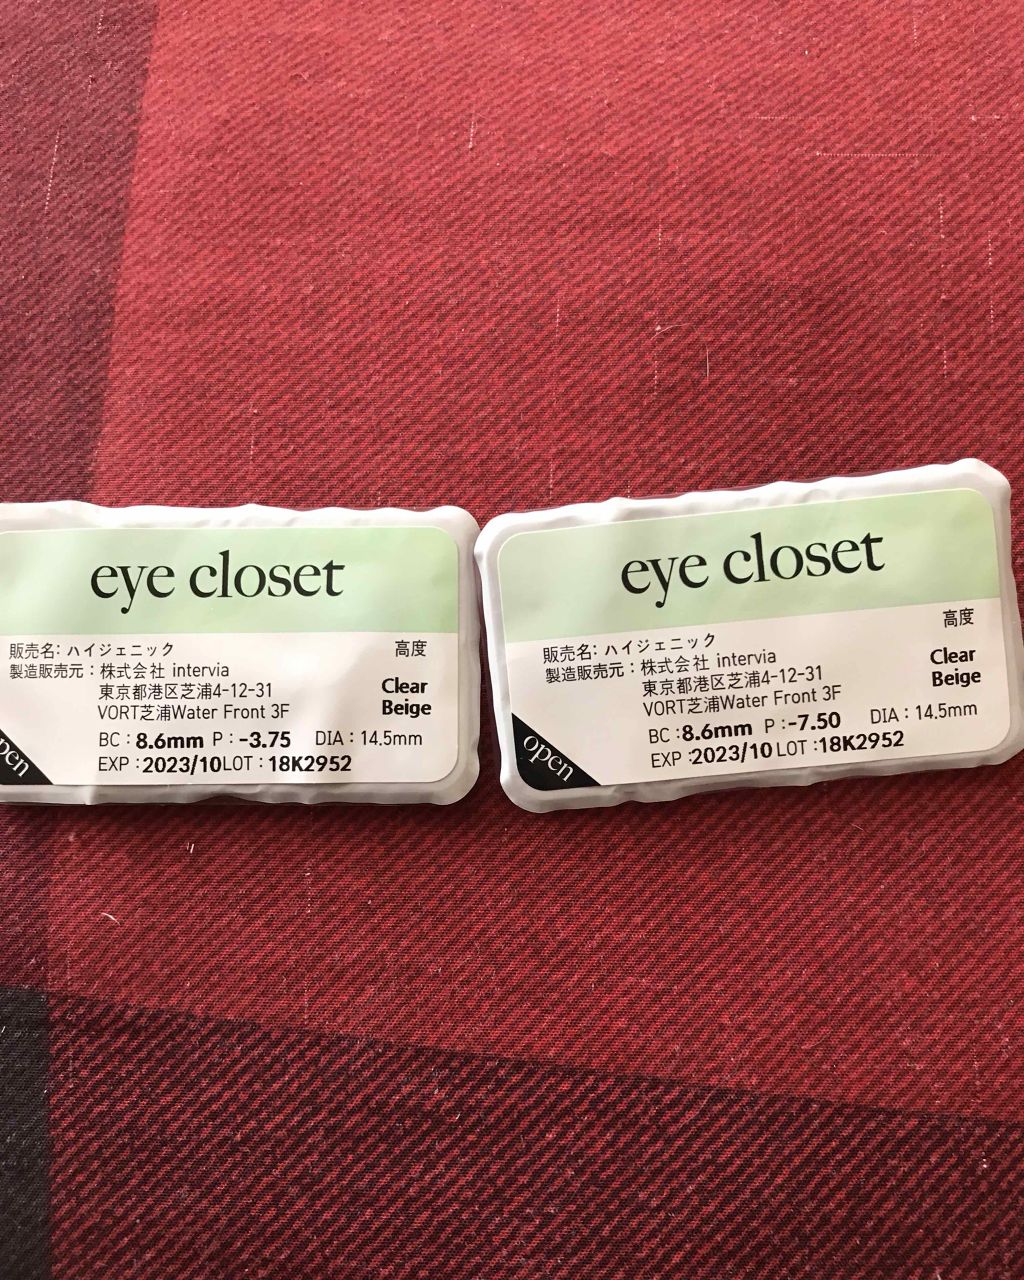 eye closet
販売名: ハイジェニック 高度
製造販売元：株式会社 intervia
東京都港区芝浦4-12-31
VORT芝浦Water Front 3F
Clear
Beige
BC : 8.6mm P : -3.75 DIA : 14.5mm
EXP : 2023/10 LOT : 18K2952
eye closet
販売名: ハイジェニック 高度
製造販売元：株式会社 intervia
東京都港区芝浦4-12-31
VORT芝浦Water Front 3F
Clear
Beige
BC : 8.6mm P : -7.50 DIA : 14.5mm
EXP : 2023/10 LOT : 18K2952
open